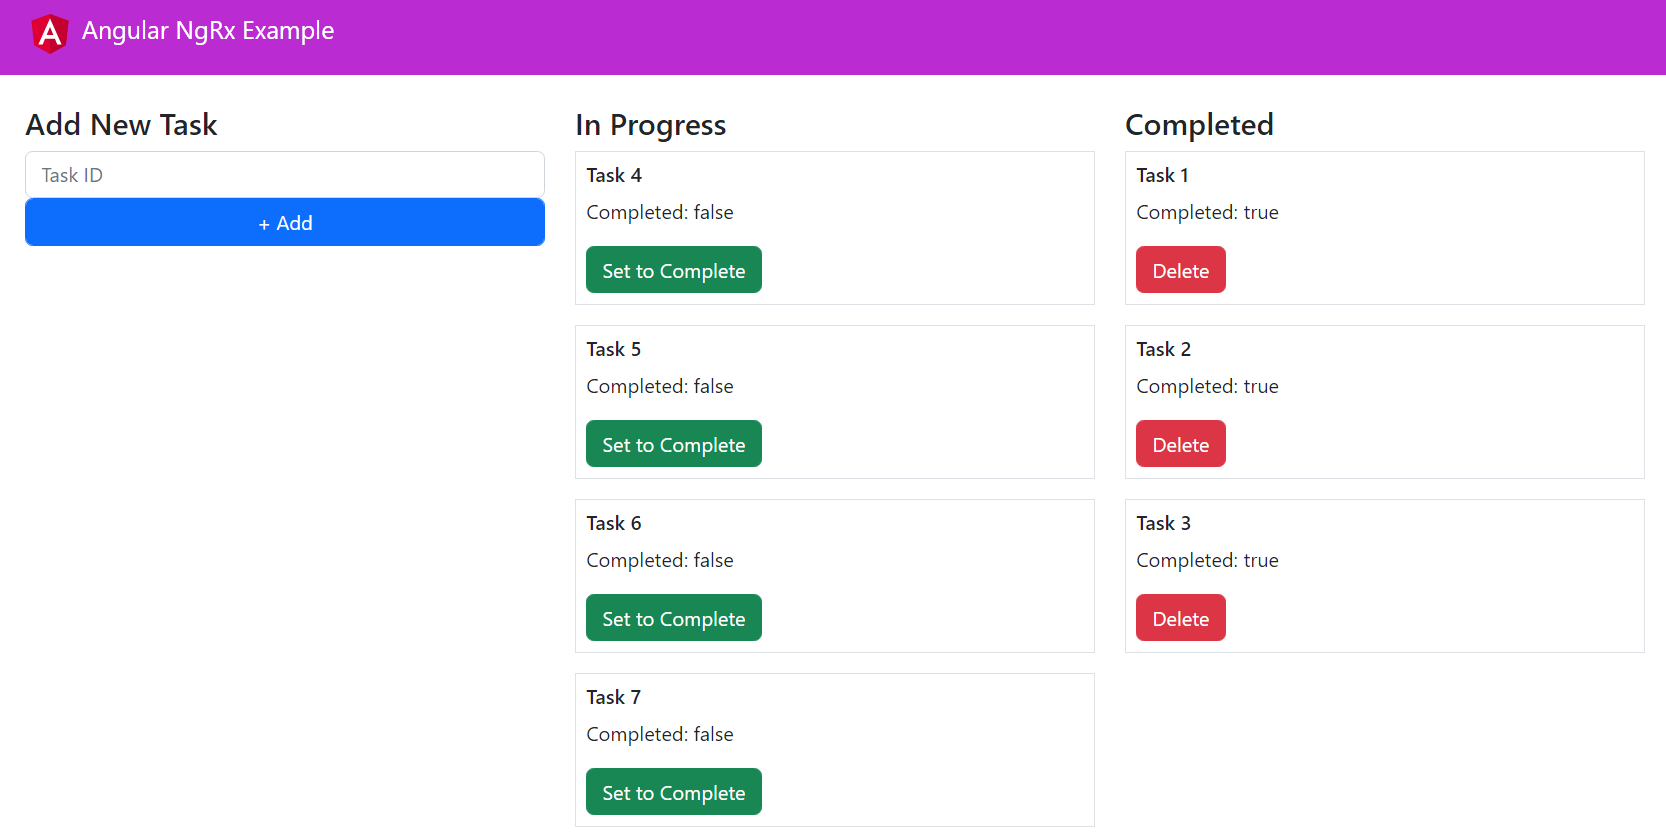 Angular NgRx Example
Add New Task
Task ID
+ Add
In Progress
Task 4
Completed: false
Set to Complete
Task 5
Completed: false
Set to Complete
Task 6
Completed: false
Set to Complete
Task 7
Completed: false
Set to Complete
Completed
Task 1
Completed: true
Delete
Task 2
Completed: true
Delete
Task 3
Completed: true
Delete